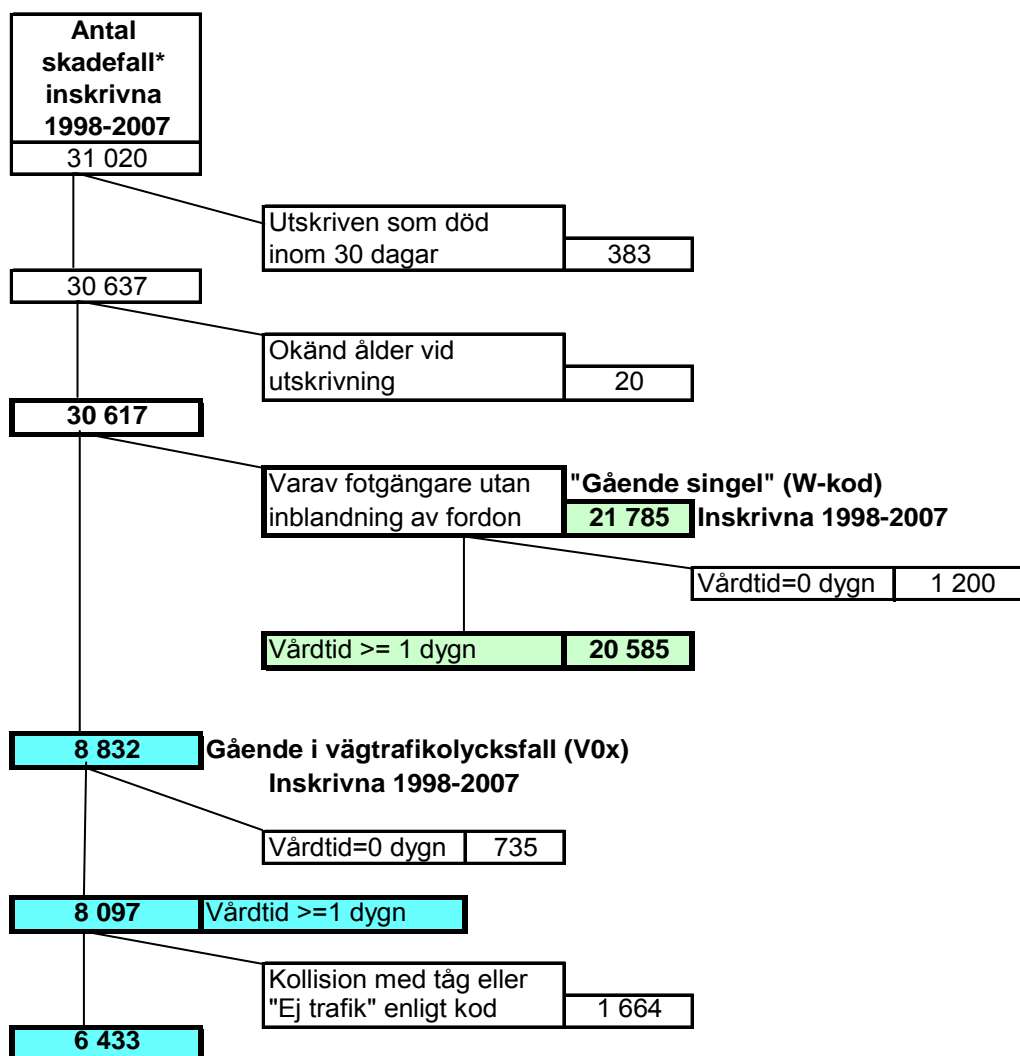 Antal
skadefall*
inskrivna
1998-2007
31 020
Utskriven som död
inom 30 dagar 383
30 637
Okänd ålder vid
utskrivning 20
30 617
Varav fotgängare utan "Gående singel" (W-kod)
inblandning av fordon 21 785 Inskrivna 1998-2007
Vårdtid=0 dygn 1 200
Vårdtid >= 1 dygn 20 585
8 832 Gående i vägtrafikolycksfall (V0x)
Inskrivna 1998-2007
Vårdtid=0 dygn 735
8 097 Vårdtid >=1 dygn
Kollision med tåg eller
"Ej trafik" enligt kod 1 664
6 433